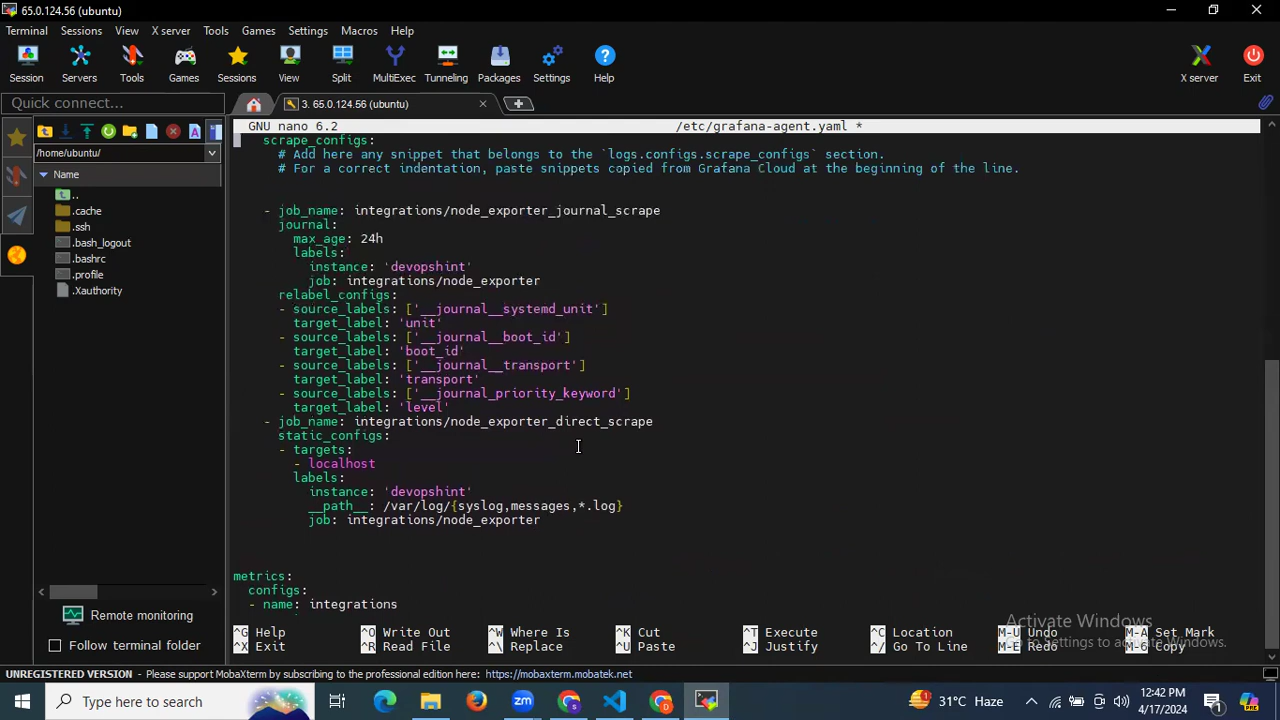 65.0.124.56 (ubuntu)
Terminal Sessions View X server Tools Games Settings Macros Help
Session Servers Tools Games Sessions View Split MultiExec Tunneling Packages Settings Help X server Exit
Quick connect...
3. 65.0.124.56 (ubuntu)
/home/ubuntu/
Name
..
.cache
.ssh
.bash_logout
.bashrc
.profile
.Xauthority
Remote monitoring
Follow terminal folder
GNU nano 6.2 /etc/grafana-agent.yaml *
scrape_configs:
# Add here any snippet that belongs to the `logs.configs.scrape_configs` section.
# For a correct indentation, paste snippets copied from Grafana Cloud at the beginning of the line.
- job_name: integrations/node_exporter_journal_scrape
journal:
max_age: 24h
labels:
instance: 'devopshint'
job: integrations/node_exporter
relabel_configs:
- source_labels: ['__journal__systemd_unit']
target_label: 'unit'
- source_labels: ['__journal__boot_id']
target_label: 'boot_id'
- source_labels: ['__journal__transport']
target_label: 'transport'
- source_labels: ['__journal_priority_keyword']
target_label: 'level'
- job_name: integrations/node_exporter_direct_scrape
static_configs:
- targets:
- localhost
labels:
instance: 'devopshint'
__path__: /var/log/{syslog,messages,*.log}
job: integrations/node_exporter
metrics:
configs:
- name: integrations
^G Help ^O Write Out ^W Where Is ^K Cut ^T Execute ^C Location M-U Undo M-A Set Mark
^X Exit ^R Read File ^\ Replace ^U Paste ^J Justify ^/ Go To Line M-E Redo M-6 Copy
Activate Windows
Go to Settings to activate Windows.
UNREGISTERED VERSION - Please support MobaXterm by subscribing to the professional edition here: https://mobaxterm.mobatek.net
Type here to search
31°C Haze
12:42 PM
4/17/2024